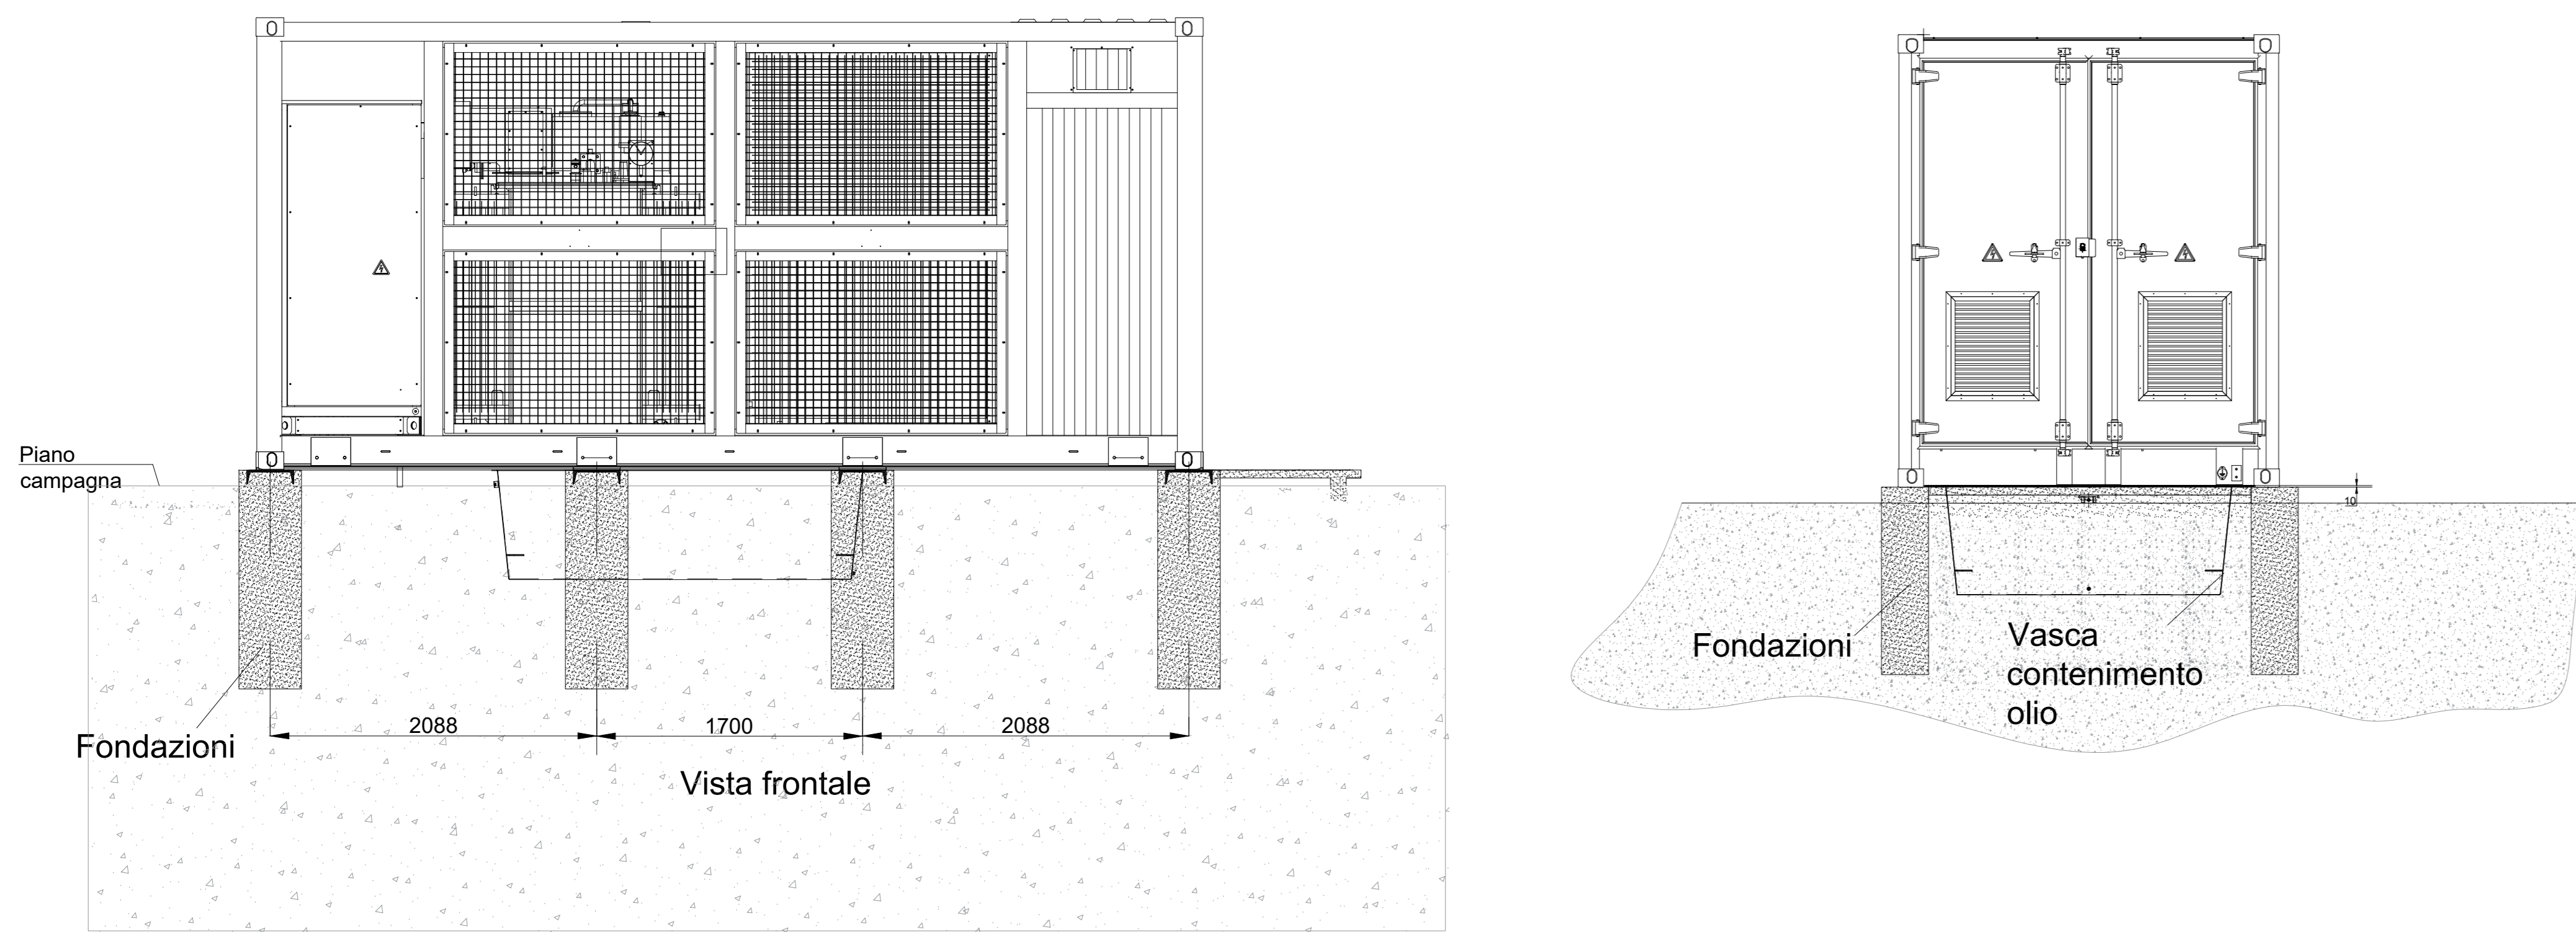 Piano
campagna
Fondazioni
2088
1700
2088
Vista frontale
10
Fondazioni
Vasca
contenimento
olio